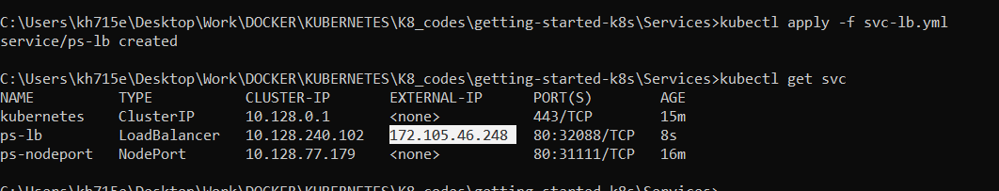 C:\Users\kh715e\Desktop\Work\DOCKER\KUBERNETES\K8_codes\getting-started-k8s\Services>kubectl apply -f svc-lb.yml
service/ps-lb created
C:\Users\kh715e\Desktop\Work\DOCKER\KUBERNETES\K8_codes\getting-started-k8s\Services>kubectl get svc
NAME TYPE CLUSTER-IP EXTERNAL-IP PORT(S) AGE
kubernetes ClusterIP 10.128.0.1 <none> 443/TCP 15m
ps-lb LoadBalancer 10.128.240.102 172.105.46.248 80:32088/TCP 8s
ps-nodeport NodePort 10.128.77.179 <none> 80:31111/TCP 16m
C:\Users\kh715e\Desktop\Work\DOCKER\KUBERNETES\K8_codes\getting-started-k8s\Services>